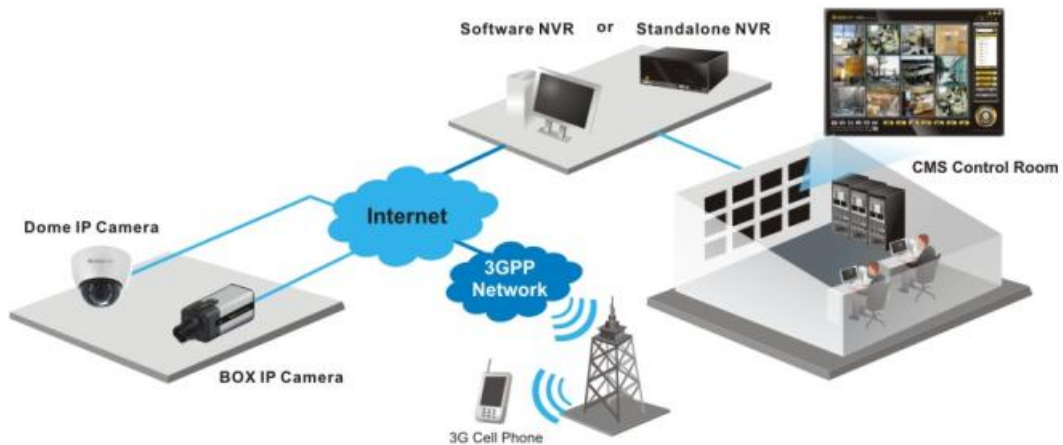 Software NVR or Standalone NVR
CMS Control Room
Internet
Dome IP Camera
3GPP
Network
BOX IP Camera
3G Cell Phone